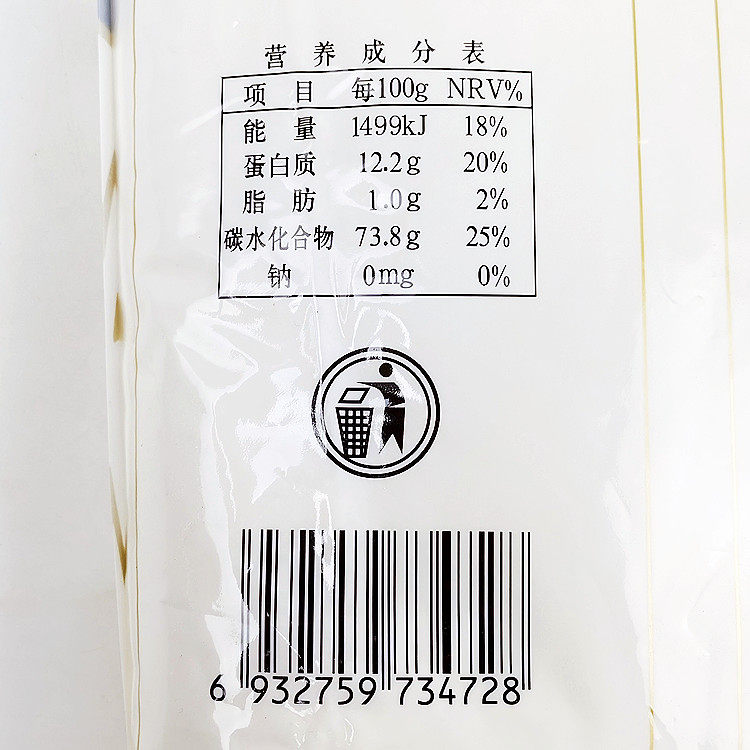 营养成分表
项目 每100g NRV%
能量 1499kJ 18%
蛋白质 12.2g 20%
脂肪 1.0g 2%
碳水化合物 73.8g 25%
钠 0mg 0%
6 932759 734728